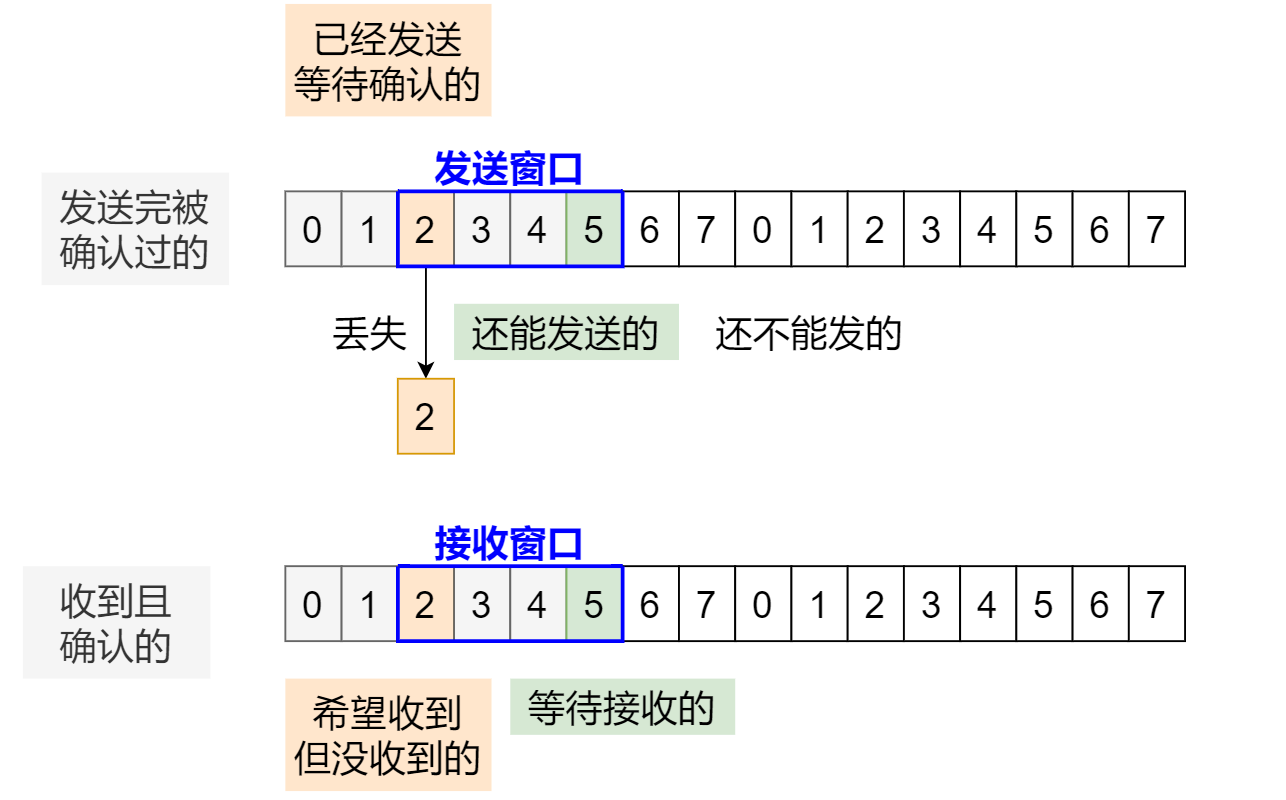 已经发送
等待确认的
发送窗口
发送完被
确认过的
0 1 2 3 4 5 6 7 0 1 2 3 4 5 6 7
丢失
还能发送的
还不能发的
2
接收窗口
收到且
确认的
0 1 2 3 4 5 6 7 0 1 2 3 4 5 6 7
希望收到
但没收到的
等待接收的